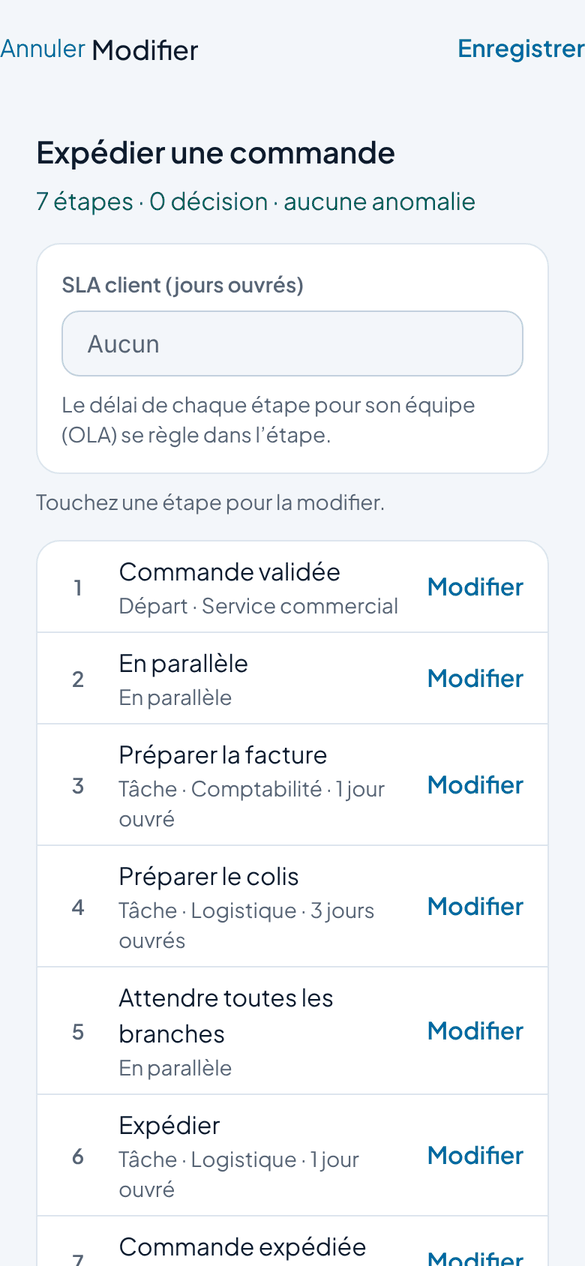 Annuler Modifier Enregistrer
Expédier une commande
7 étapes · 0 décision · aucune anomalie
SLA client (jours ouvrés)
Aucun
Le délai de chaque étape pour son équipe
(OLA) se règle dans l’étape.
Touchez une étape pour la modifier.
1 Commande validée Modifier
Départ · Service commercial
2 En parallèle Modifier
En parallèle
3 Préparer la facture Modifier
Tâche · Comptabilité · 1 jour
ouvré
4 Préparer le colis Modifier
Tâche · Logistique · 3 jours
ouvrés
5 Attendre toutes les Modifier
branches
En parallèle
6 Expédier Modifier
Tâche · Logistique · 1 jour
ouvré
7 Commande expédiée Modifier